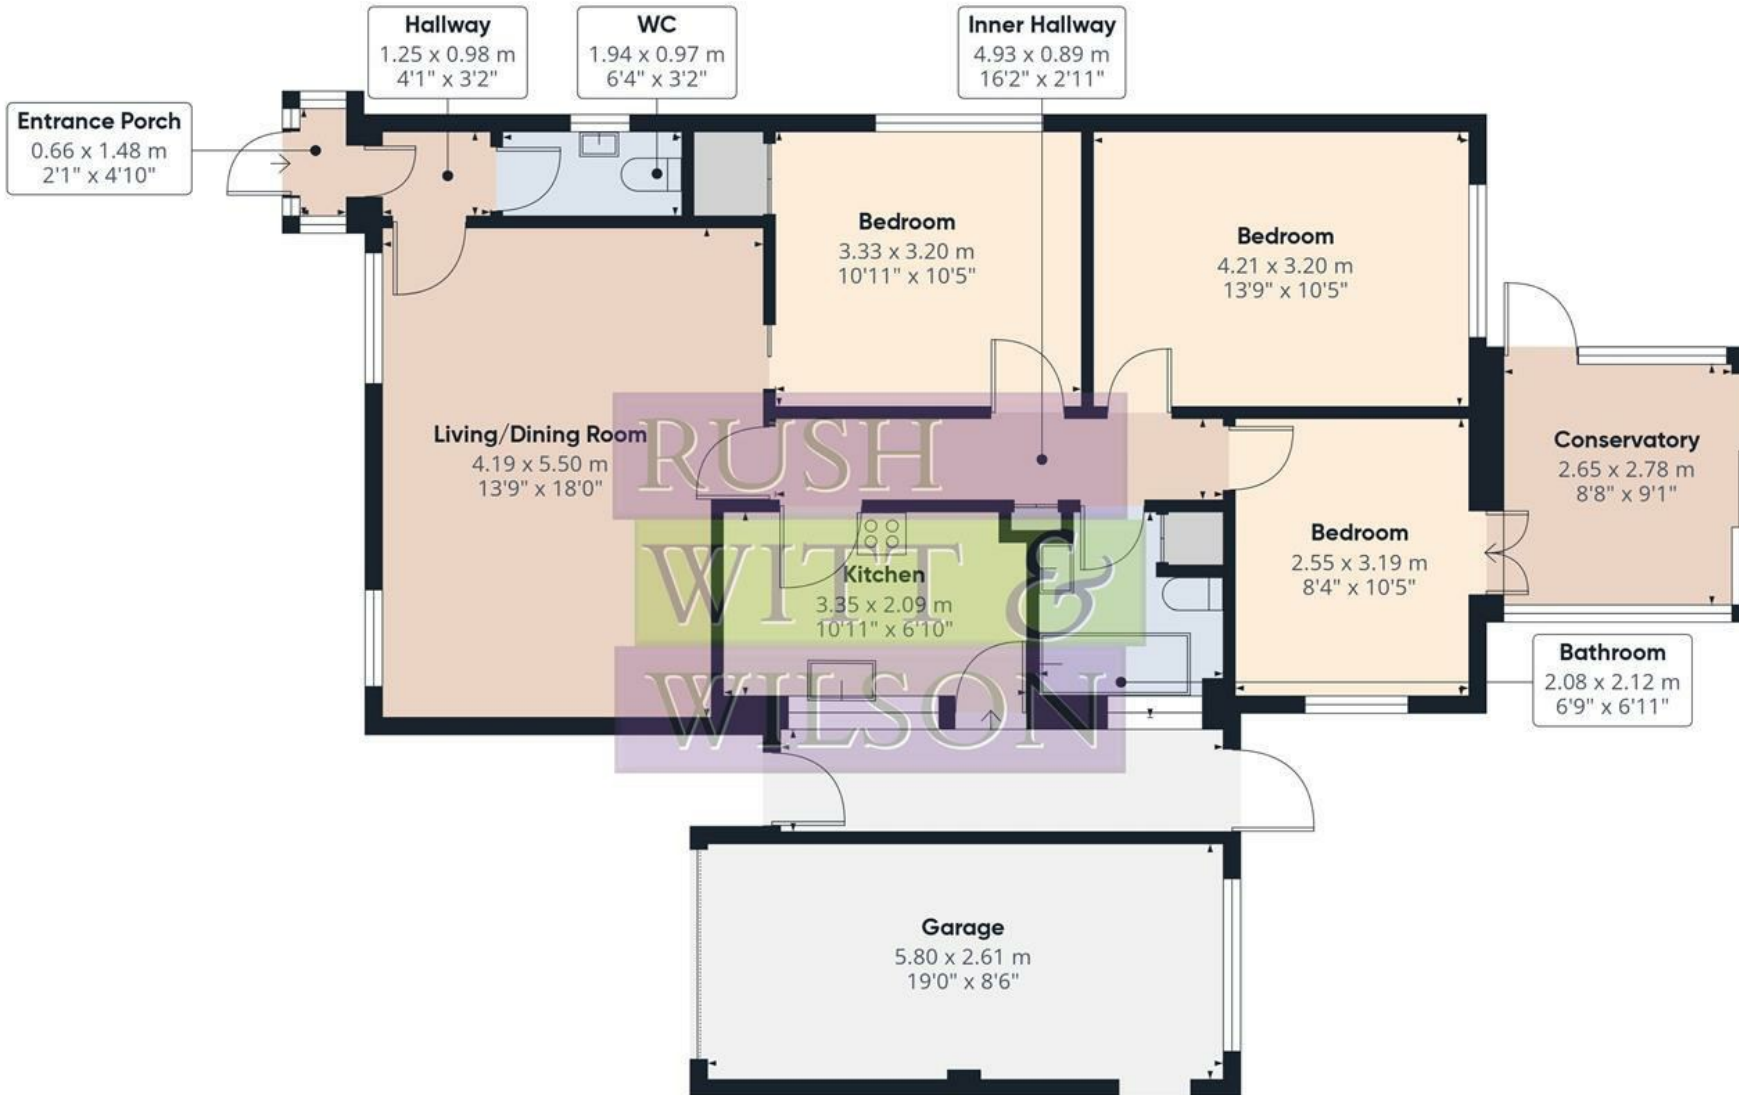 Hallway
1.25 x 0.98 m
4'1" x 3'2"
WC
1.94 x 0.97 m
6'4" x 3'2"
Inner Hallway
4.93 x 0.89 m
16'2" x 2'11"
Entrance Porch
0.66 x 1.48 m
2'1" x 4'10"
Bedroom
3.33 x 3.20 m
10'11" x 10'5"
Bedroom
4.21 x 3.20 m
13'9" x 10'5"
Living/Dining Room
4.19 x 5.50 m
13'9" x 18'0"
Conservatory
2.65 x 2.78 m
8'8" x 9'1"
Bedroom
2.55 x 3.19 m
8'4" x 10'5"
Kitchen
3.35 x 2.09 m
10'11" x 6'10"
Bathroom
2.08 x 2.12 m
6'9" x 6'11"
Garage
5.80 x 2.61 m
19'0" x 8'6"
RUSH
WITT &
WILSON